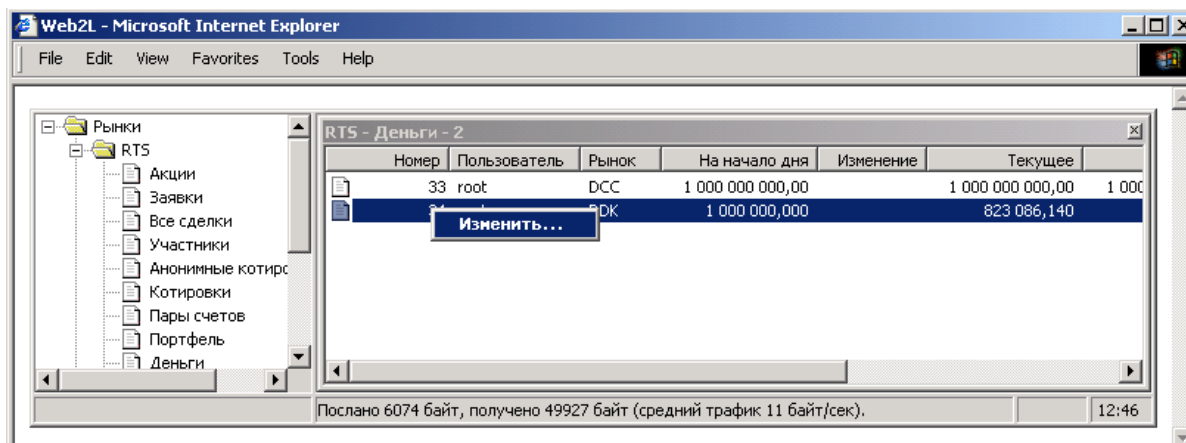 Web2L - Microsoft Internet Explorer
File Edit View Favorites Tools Help
Рынки
RTS
Акции
Заявки
Все сделки
Участники
Анонимные котиро
Котировки
Пары счетов
Портфель
Деньги
RTS - Деньги - 2
Номер Пользователь Рынок На начало дня Изменение Текущее
33 root DCC 1 000 000 000,00 1 000 000 000,00 1 000
1 000 000,000 823 086,140
Изменить...
Послано 6074 байт, получено 49927 байт (средний трафик 11 байт/сек). 12:46